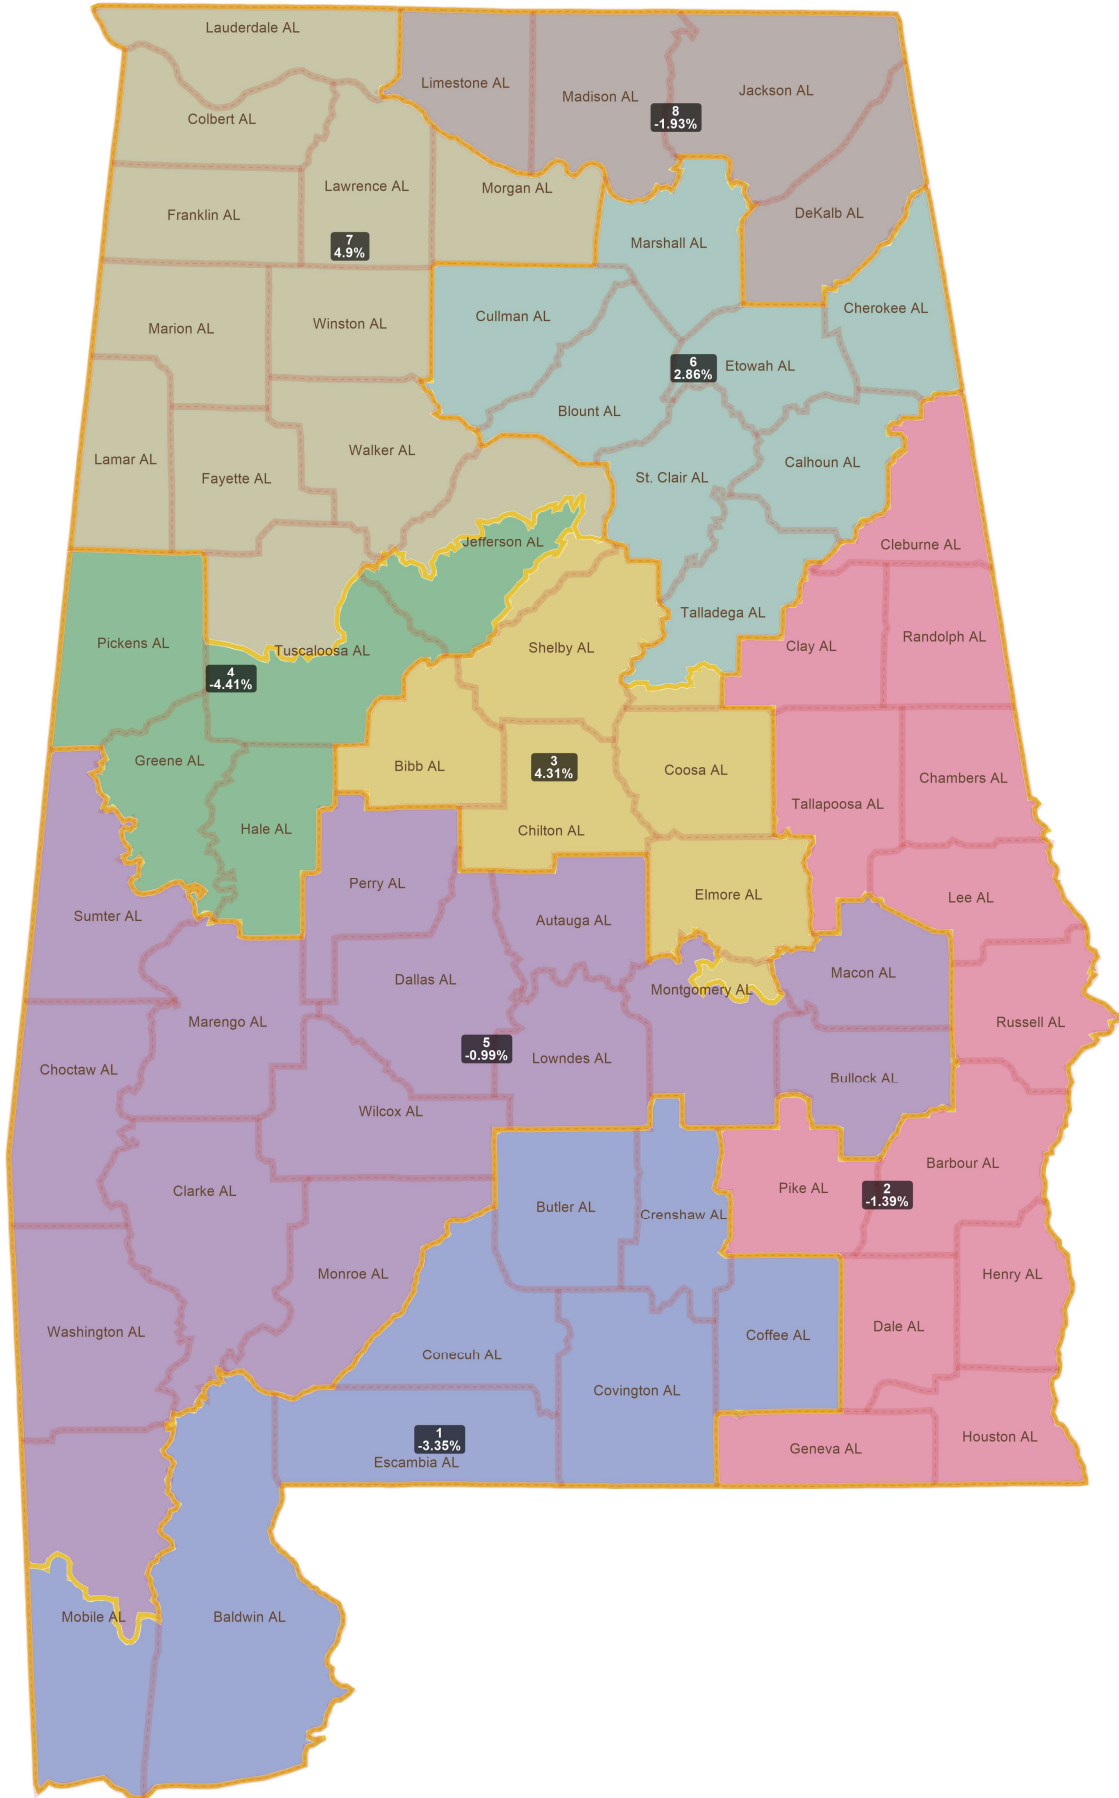 Lauderdale AL
Limestone AL
Madison AL
Jackson AL
8
-1.93%
Colbert AL
Lawrence AL
Morgan AL
Franklin AL
DeKalb AL
7
4.9%
Marshall AL
Cherokee AL
Marion AL
Winston AL
Cullman AL
6
2.86%
Etowah AL
Blount AL
Lamar AL
Fayette AL
Walker AL
St. Clair AL
Calhoun AL
Jefferson AL
Cleburne AL
Pickens AL
Tuscaloosa AL
Shelby AL
Talladega AL
Clay AL
Randolph AL
4
-4.41%
Greene AL
Bibb AL
3
4.31%
Coosa AL
Tallapoosa AL
Chambers AL
Hale AL
Chilton AL
Perry AL
Elmore AL
Lee AL
Sumter AL
Autauga AL
Dallas AL
Montgomery AL
Macon AL
Marengo AL
Russell AL
5
-0.99%
Choctaw AL
Lowndes AL
Bullock AL
Wilcox AL
Clarke AL
Barbour AL
Butler AL
Crenshaw AL
Pike AL
2
-1.39%
Monroe AL
Henry AL
Washington AL
Conecuh AL
Coffee AL
Dale AL
Covington AL
1
-3.35%
Escambia AL
Geneva AL
Houston AL
Mobile AL
Baldwin AL